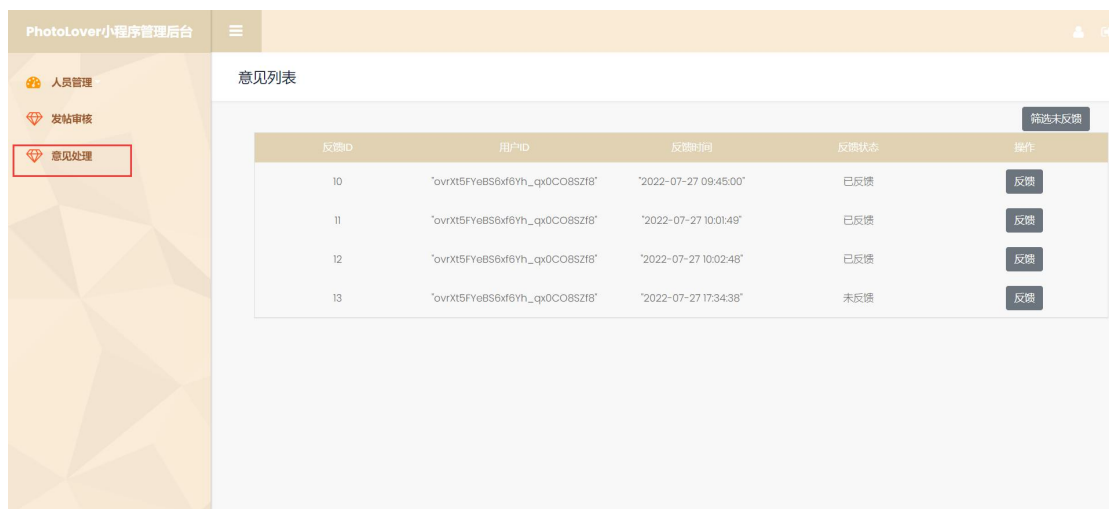 PhotoLover小程序管理后台
人员管理
发帖审核
意见处理
意见列表
筛选未反馈
反馈ID 用户ID 反馈时间 反馈状态 操作
10 "ovrXt5FYeBS6xf6Yh_qx0CO8SZf8" "2022-07-27 09:45:00" 已反馈 反馈
11 "ovrXt5FYeBS6xf6Yh_qx0CO8SZf8" "2022-07-27 10:01:49" 已反馈 反馈
12 "ovrXt5FYeBS6xf6Yh_qx0CO8SZf8" "2022-07-27 10:02:48" 已反馈 反馈
13 "ovrXt5FYeBS6xf6Yh_qx0CO8SZf8" "2022-07-27 17:34:38" 未反馈 反馈